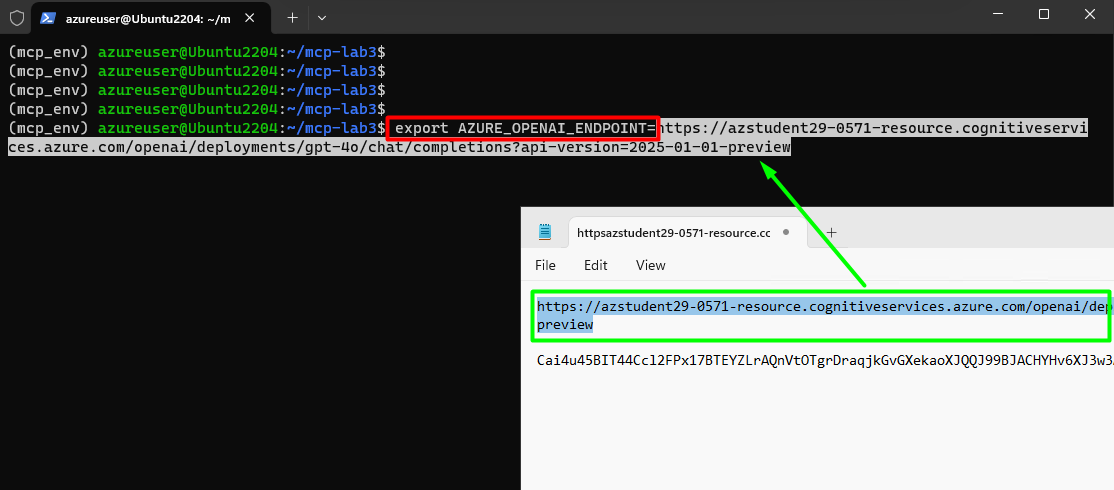 azureuser@Ubuntu2204: ~/m
(mcp_env) azureuser@Ubuntu2204:~/mcp-lab3$
(mcp_env) azureuser@Ubuntu2204:~/mcp-lab3$
(mcp_env) azureuser@Ubuntu2204:~/mcp-lab3$
(mcp_env) azureuser@Ubuntu2204:~/mcp-lab3$
(mcp_env) azureuser@Ubuntu2204:~/mcp-lab3$ export AZURE_OPENAI_ENDPOINT=https://azstudent29-0571-resource.cognitiveservi
ces.azure.com/openai/deployments/gpt-4o/chat/completions?api-version=2025-01-01-preview
httpsazstudent29-0571-resource.cc
File Edit View
https://azstudent29-0571-resource.cognitiveservices.azure.com/openai/dep
preview
Cai4u45BIT44Ccl2FPx17BTEYZLrAQnVtOTgrDraqjkGvGXekaoXJQQJ99BJACHYHv6XJ3w3